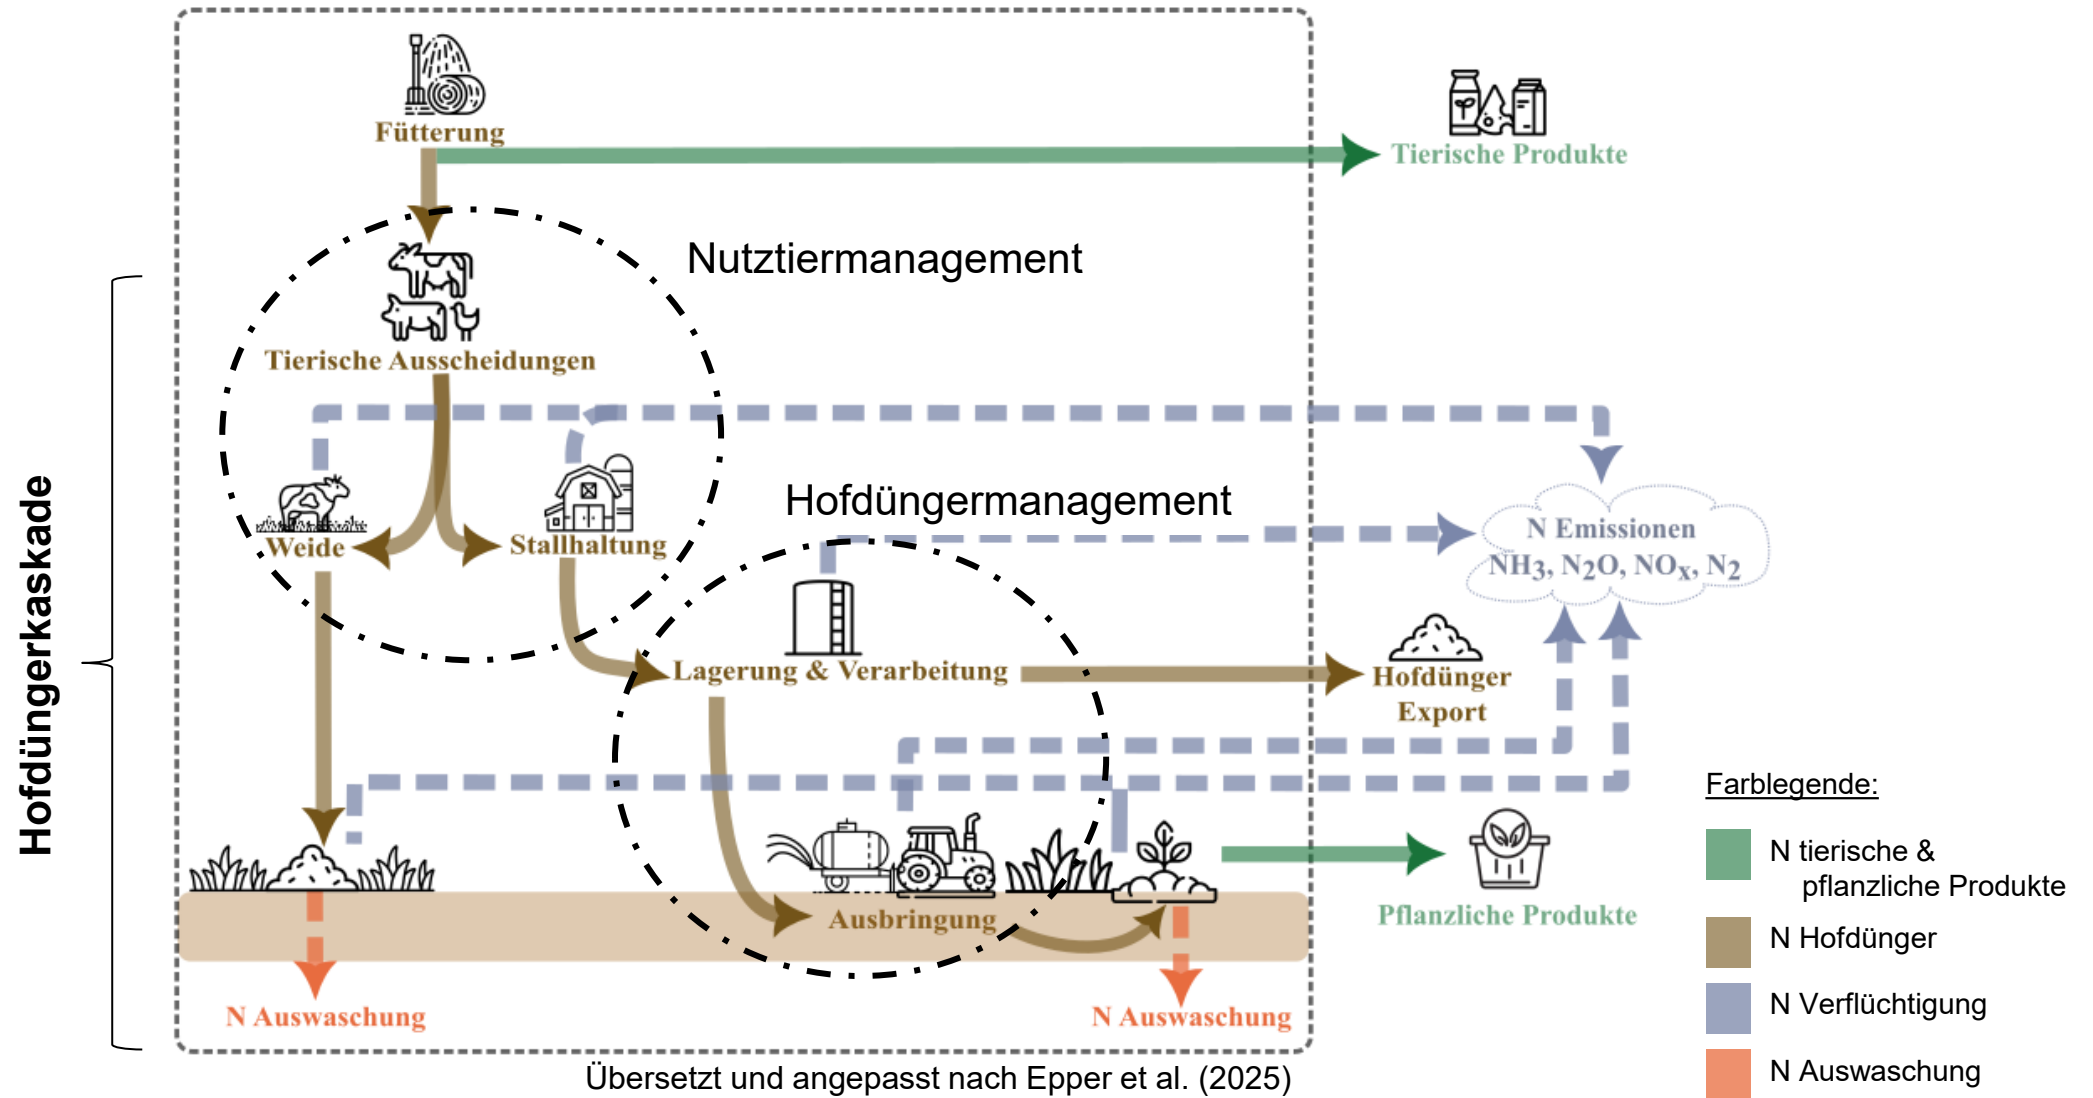 Fütterung
Tierische Produkte
Nutztiermanagement
Tierische Ausscheidungen
Hofdüngerkaskade
Hofdüngermanagement
Weide
Stallhaltung
N Emissionen
NH3, N2O, NOx, N2
Lagerung & Verarbeitung
Hofdünger
Export
Ausbringung
Pflanzliche Produkte
N Auswaschung
N Auswaschung
Übersetzt und angepasst nach Epper et al. (2025)
Farblegende:
N tierische &
pflanzliche Produkte
N Hofdünger
N Verflüchtigung
N Auswaschung